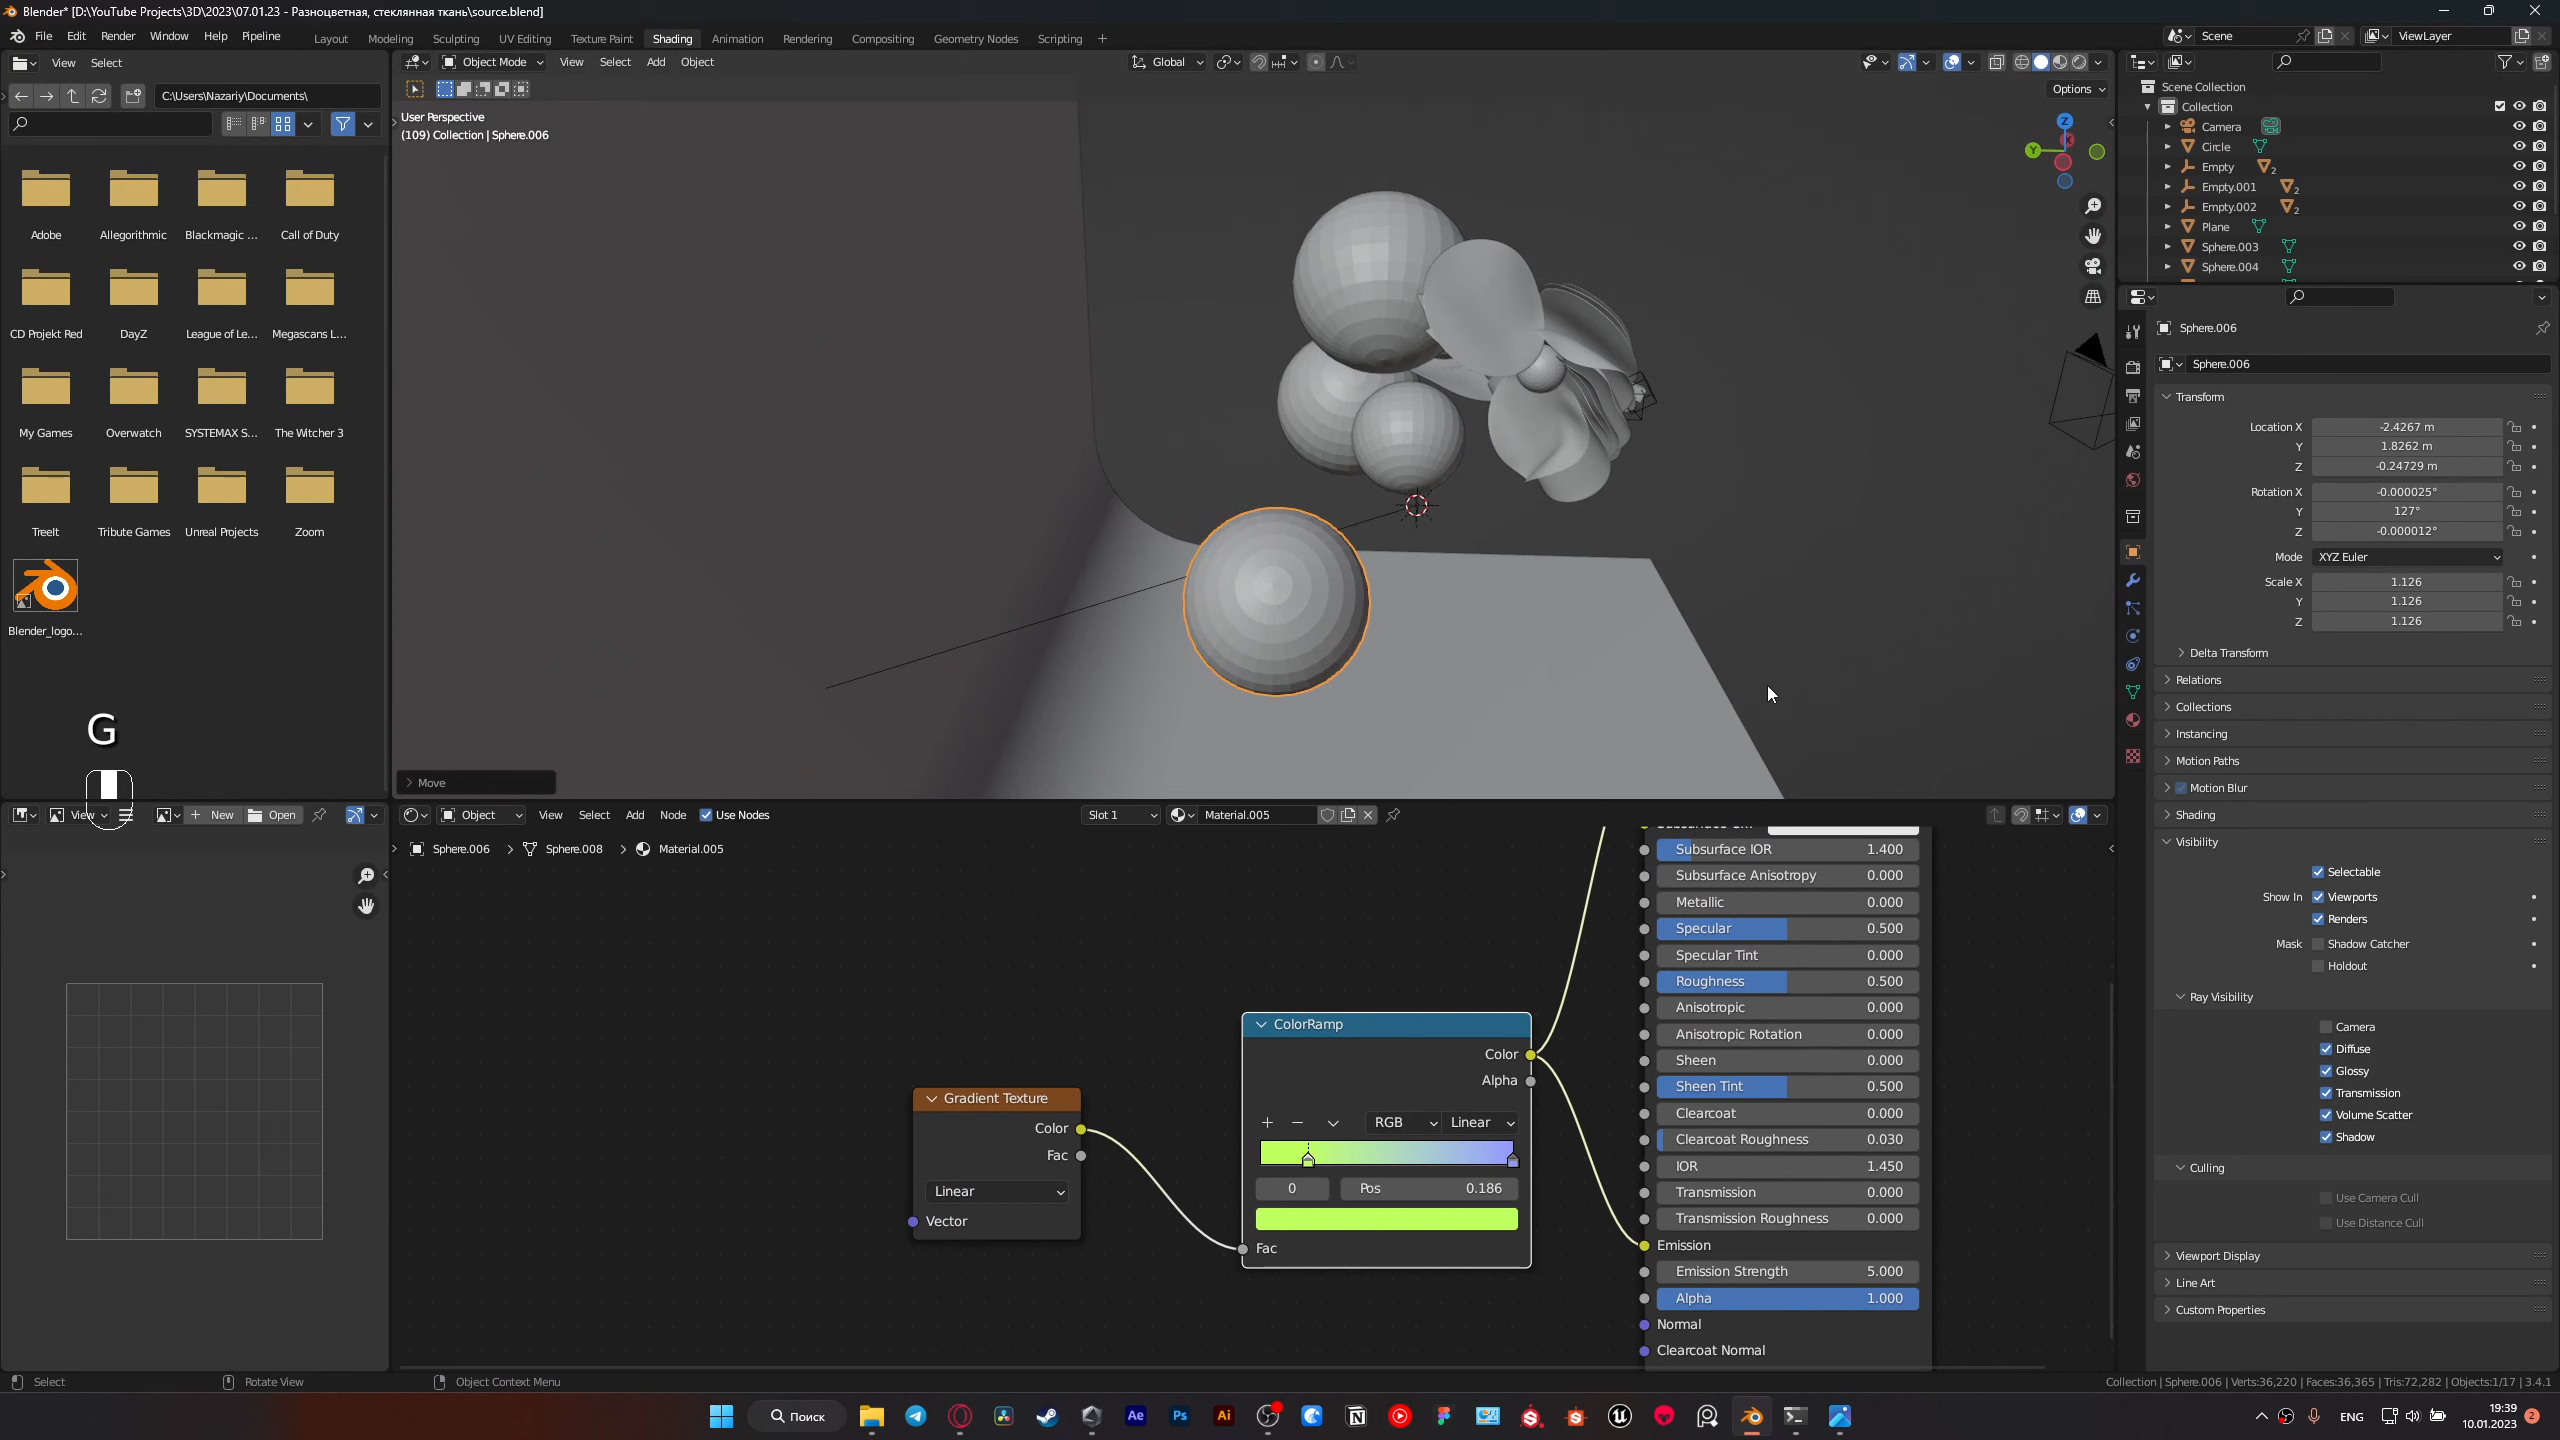 Blender* [D:\YouTube Projects\3D\2023\07.01.23 - Разноцветная, стеклянная ткань\source.blend]
File Edit Render Window Help Pipeline
Layout Modeling Sculpting UV Editing Texture Paint Shading Animation Rendering Compositing Geometry Nodes Scripting +
Scene
ViewLayer
View Select
C:\Users\Nazariy\Documents\
Adobe Allegorithmic Blackmagic ... Call of Duty
CD Projekt Red DayZ League of Le... Megascans L...
My Games Overwatch SYSTEMAX S... The Witcher 3
TreeIt Tribute Games Unreal Projects Zoom
Blender_logo...
G
Object Mode View Select Add Object
Global
Options
User Perspective
(109) Collection | Sphere.006
Z
Y
Move
Scene Collection
Collection
Camera
Circle
Empty 2
Empty.001 2
Empty.002 2
Plane
Sphere.003
Sphere.004
Sphere.006
Sphere.006
Transform
Location X -2.4267 m
Y 1.8262 m
Z -0.24729 m
Rotation X -0.000025°
Y 127°
Z -0.000012°
Mode XYZ Euler
Scale X 1.126
Y 1.126
Z 1.126
Delta Transform
Relations
Collections
Instancing
Motion Paths
Motion Blur
Shading
Visibility
Selectable
Show In Viewports
Renders
Mask Shadow Catcher
Holdout
Ray Visibility
Camera
Diffuse
Glossy
Transmission
Volume Scatter
Shadow
Culling
Use Camera Cull
Use Distance Cull
Viewport Display
Line Art
Custom Properties
View
New Open
Object View Select Add Node Use Nodes
Slot 1
Material.005
Sphere.006 > Sphere.008 > Material.005
Gradient Texture
Color
Fac
Linear
Vector
ColorRamp
Color
Alpha
+ − RGB Linear
0 Pos 0.186
Fac
Subsurface IOR 1.400
Subsurface Anisotropy 0.000
Metallic 0.000
Specular 0.500
Specular Tint 0.000
Roughness 0.500
Anisotropic 0.000
Anisotropic Rotation 0.000
Sheen 0.000
Sheen Tint 0.500
Clearcoat 0.000
Clearcoat Roughness 0.030
IOR 1.450
Transmission 0.000
Transmission Roughness 0.000
Emission
Emission Strength 5.000
Alpha 1.000
Normal
Clearcoat Normal
Select Rotate View Object Context Menu
Collection | Sphere.006 | Verts:36,220 | Faces:36,365 | Tris:72,282 | Objects:1/17 | 3.4.1
Поиск
Ae Ps Ai
ENG
19:39
10.01.2023
2